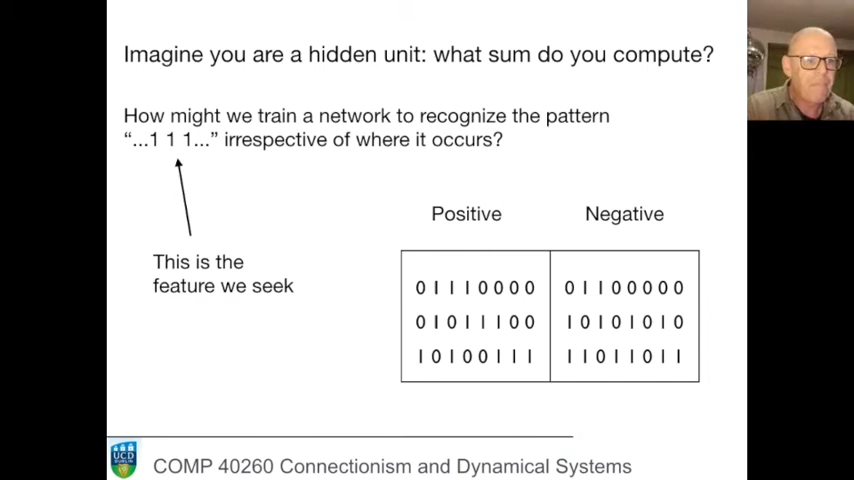 Imagine you are a hidden unit: what sum do you compute?
How might we train a network to recognize the pattern
“...1 1 1...” irrespective of where it occurs?
This is the
feature we seek
Positive Negative
0 1 1 1 0 0 0 0 0 1 1 0 0 0 0 0
0 1 0 1 1 1 0 0 1 0 1 0 1 0 1 0
1 0 1 0 0 1 1 1 1 1 0 1 1 0 1 1
UCD
DUBLIN
COMP 40260 Connectionism and Dynamical Systems